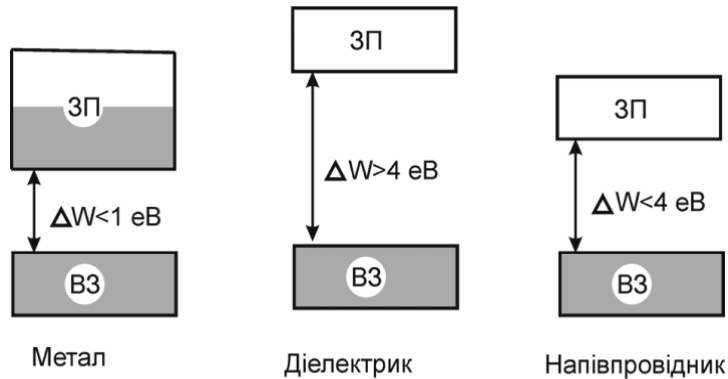 ЗП
ΔW<1 еВ
ВЗ
Метал
ЗП
ΔW>4 еВ
ВЗ
Діелектрик
ЗП
ΔW<4 еВ
ВЗ
Напівпровідник